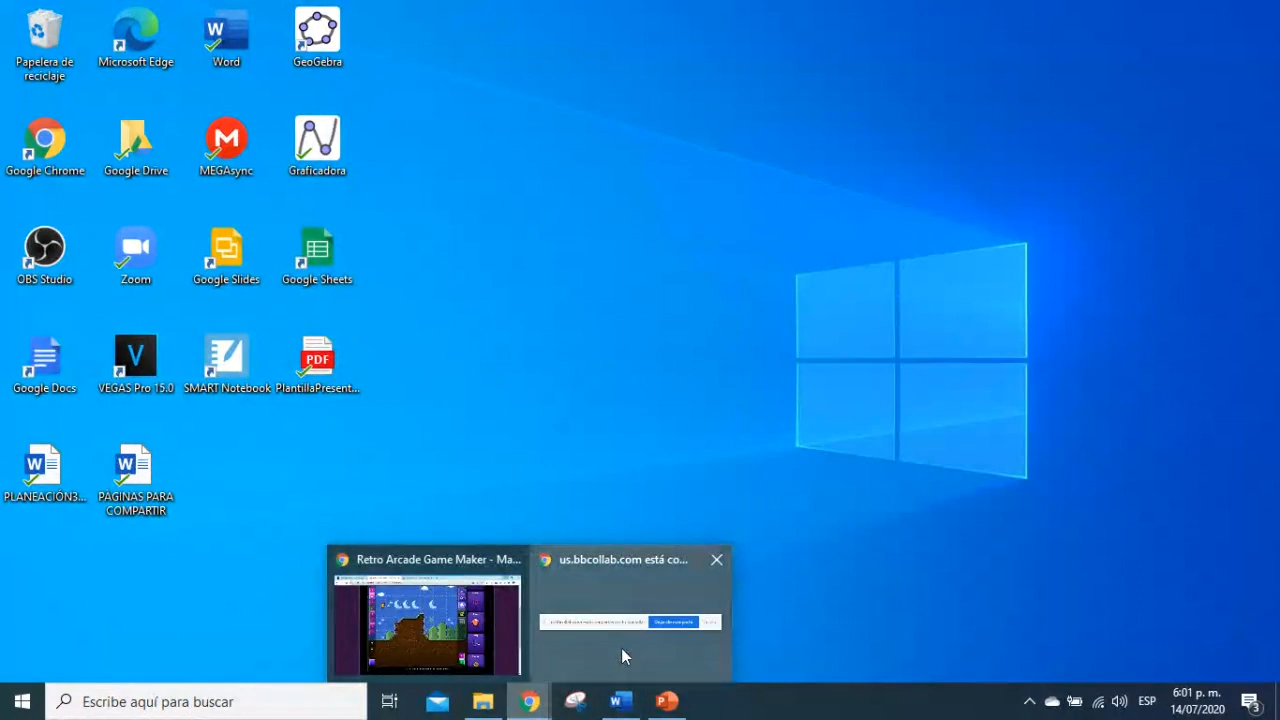 Papelera de
reciclaje
Microsoft Edge
Word
GeoGebra
Google Chrome
Google Drive
MEGAsync
Graficadora
OBS Studio
Zoom
Google Slides
Google Sheets
PDF
Google Docs
VEGAS Pro 15.0
SMART Notebook
PlantillaPresent...
PLANEACIÓN3...
PAGINAS PARA
COMPARTIR
Retro Arcade Game Maker - Ma...
us.bbcollab.com está co...
Escribe aquí para buscar
ESP
6:01 p. m.
14/07/2020
3